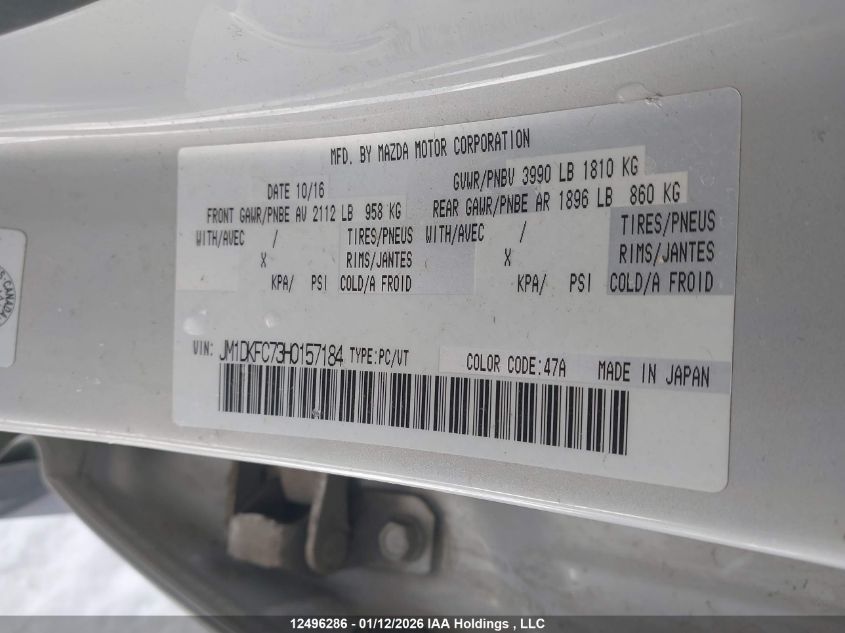 MFD. BY MAZDA MOTOR CORPORATION
DATE 10/16 GVWR/PNBV 3990 LB 1810 KG
FRONT GAWR/PNBE AV 2112 LB 958 KG REAR GAWR/PNBE AR 1896 LB 860 KG
WITH/AVEC / TIRES/PNEUS WITH/AVEC / TIRES/PNEUS
X RIMS/JANTES X RIMS/JANTES
KPA/ PSI COLD/A FROID KPA/ PSI COLD/A FROID
VIN: JM1DKFC73H0157184 TYPE:PC/VT COLOR CODE:47A MADE IN JAPAN
CANADA
12496286 - 01/12/2026 IAA Holdings , LLC